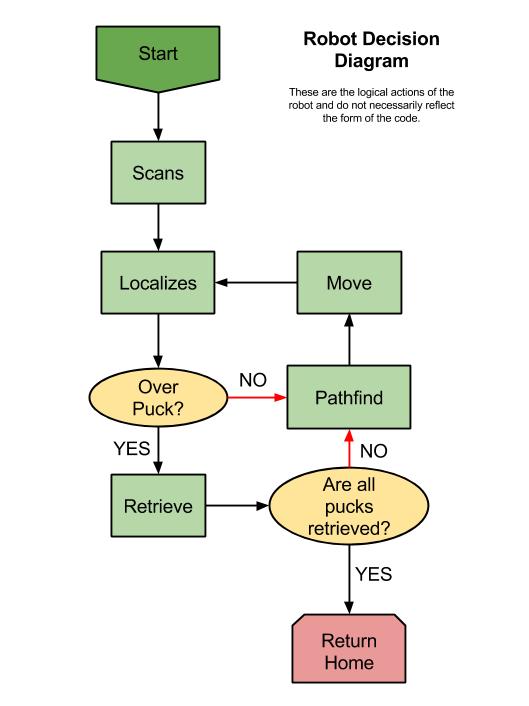 Start
Robot Decision
Diagram
These are the logical actions of the
robot and do not necessarily reflect
the form of the code.
Scans
Localizes
Move
Over
Puck?
NO
Pathfind
YES
NO
Retrieve
Are all
pucks
retrieved?
YES
Return
Home